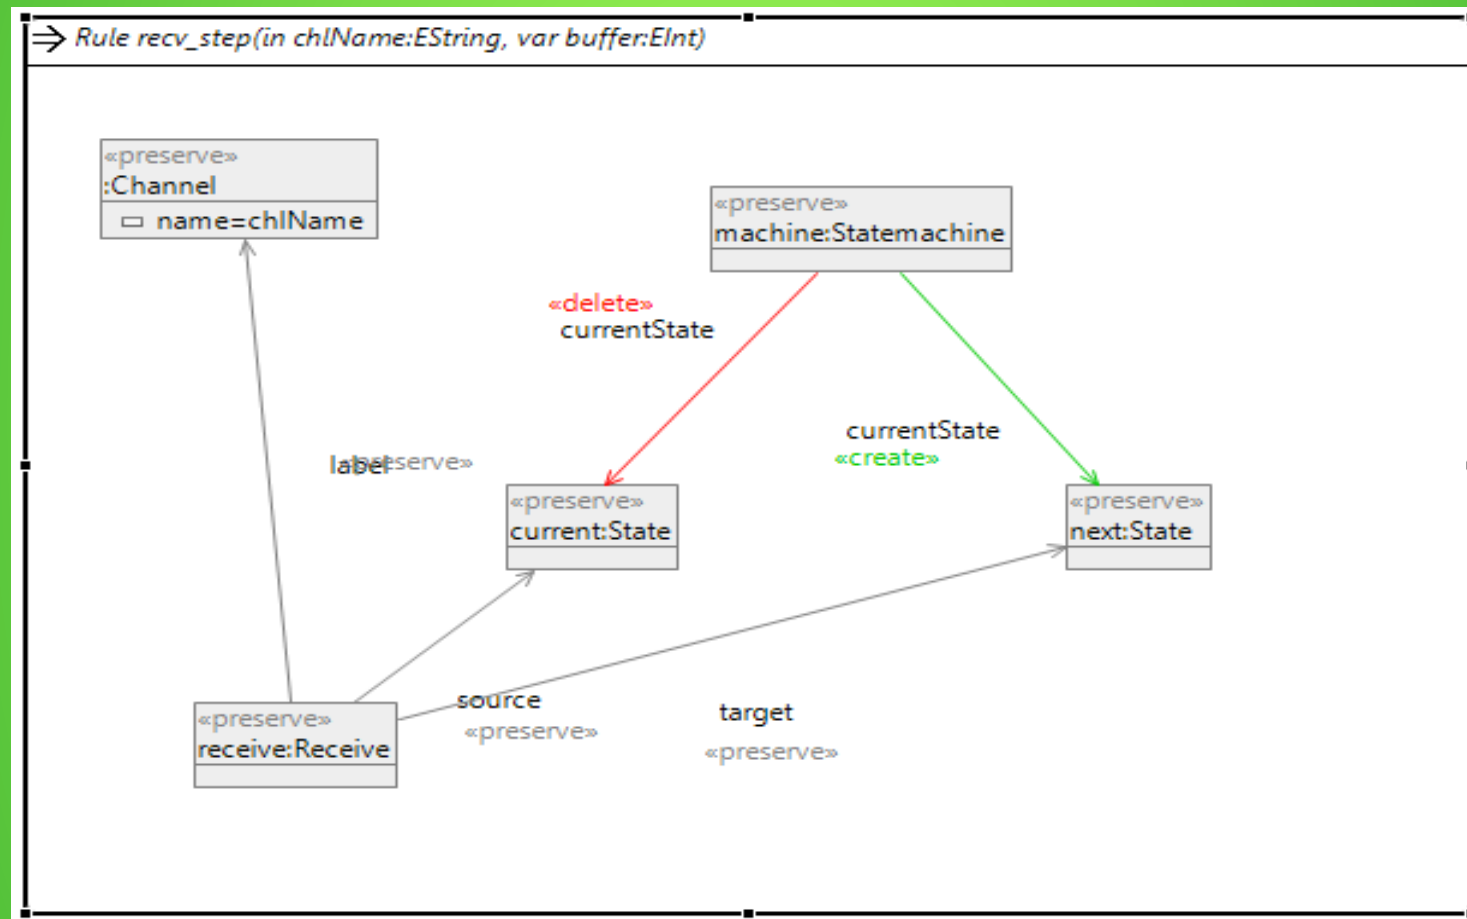 Rule recv_step(in chlName:EString, var buffer:EInt)
«preserve»
:Channel
name=chlName
«preserve»
machine:Statemachine
«delete»
currentState
currentState
«create»
label
«preserve»
«preserve»
current:State
«preserve»
next:State
source
«preserve»
target
«preserve»
«preserve»
receive:Receive